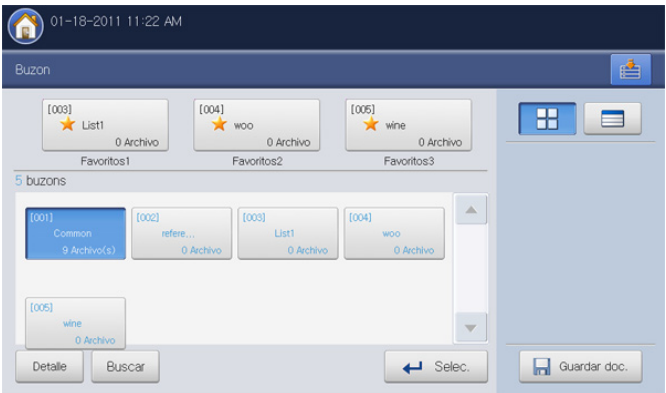 01-18-2011 11:22 AM
Buzon
[003]
List1
0 Archivo
Favoritos1
[004]
woo
0 Archivo
Favoritos2
[005]
wine
0 Archivo
Favoritos3
5 buzons
[001]
Common
9 Archivo(s)
[002]
refere...
0 Archivo
[003]
List1
0 Archivo
[004]
woo
0 Archivo
[005]
wine
0 Archivo
Detalle
Buscar
Selec.
Guardar doc.